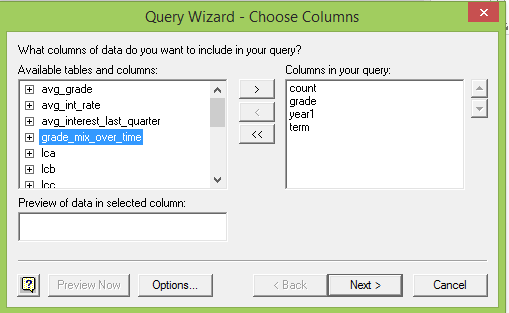 Query Wizard - Choose Columns
What columns of data do you want to include in your query?
Available tables and columns:
avg_grade
avg_int_rate
avg_interest_last_quarter
grade_mix_over_time
lca
lcb
lcc
>
<
<<
Columns in your query:
count
grade
year1
term
Preview of data in selected column:
?
Preview Now
Options...
< Back
Next >
Cancel